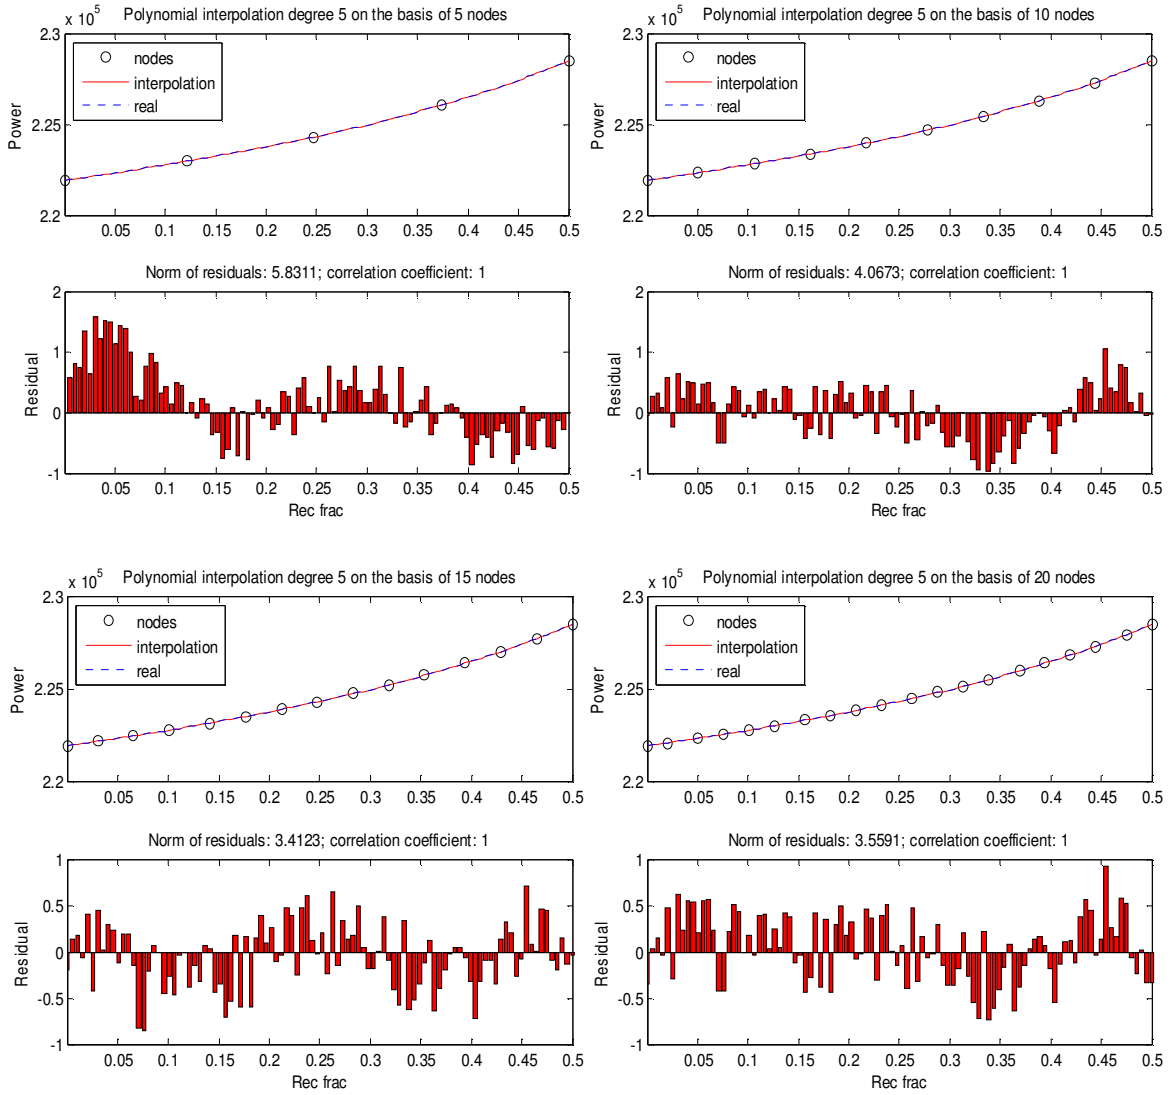 x 10^5 Polynomial interpolation degree 5 on the basis of 5 nodes
2.3
nodes
interpolation
real
2.25
Power
2.2
0.05 0.1 0.15 0.2 0.25 0.3 0.35 0.4 0.45 0.5
Norm of residuals: 5.8311; correlation coefficient: 1
2
1
Residual
0
-1
0.05 0.1 0.15 0.2 0.25 0.3 0.35 0.4 0.45 0.5
Rec frac
x 10^5 Polynomial interpolation degree 5 on the basis of 10 nodes
2.3
nodes
interpolation
real
2.25
Power
2.2
0.05 0.1 0.15 0.2 0.25 0.3 0.35 0.4 0.45 0.5
Norm of residuals: 4.0673; correlation coefficient: 1
2
1
Residual
0
-1
0.05 0.1 0.15 0.2 0.25 0.3 0.35 0.4 0.45 0.5
Rec frac
x 10^5 Polynomial interpolation degree 5 on the basis of 15 nodes
2.3
nodes
interpolation
real
2.25
Power
2.2
0.05 0.1 0.15 0.2 0.25 0.3 0.35 0.4 0.45 0.5
Norm of residuals: 3.4123; correlation coefficient: 1
1
0.5
Residual
0
-0.5
-1
0.05 0.1 0.15 0.2 0.25 0.3 0.35 0.4 0.45 0.5
Rec frac
x 10^5 Polynomial interpolation degree 5 on the basis of 20 nodes
2.3
nodes
interpolation
real
2.25
Power
2.2
0.05 0.1 0.15 0.2 0.25 0.3 0.35 0.4 0.45 0.5
Norm of residuals: 3.5591; correlation coefficient: 1
1
0.5
Residual
0
-0.5
-1
0.05 0.1 0.15 0.2 0.25 0.3 0.35 0.4 0.45 0.5
Rec frac